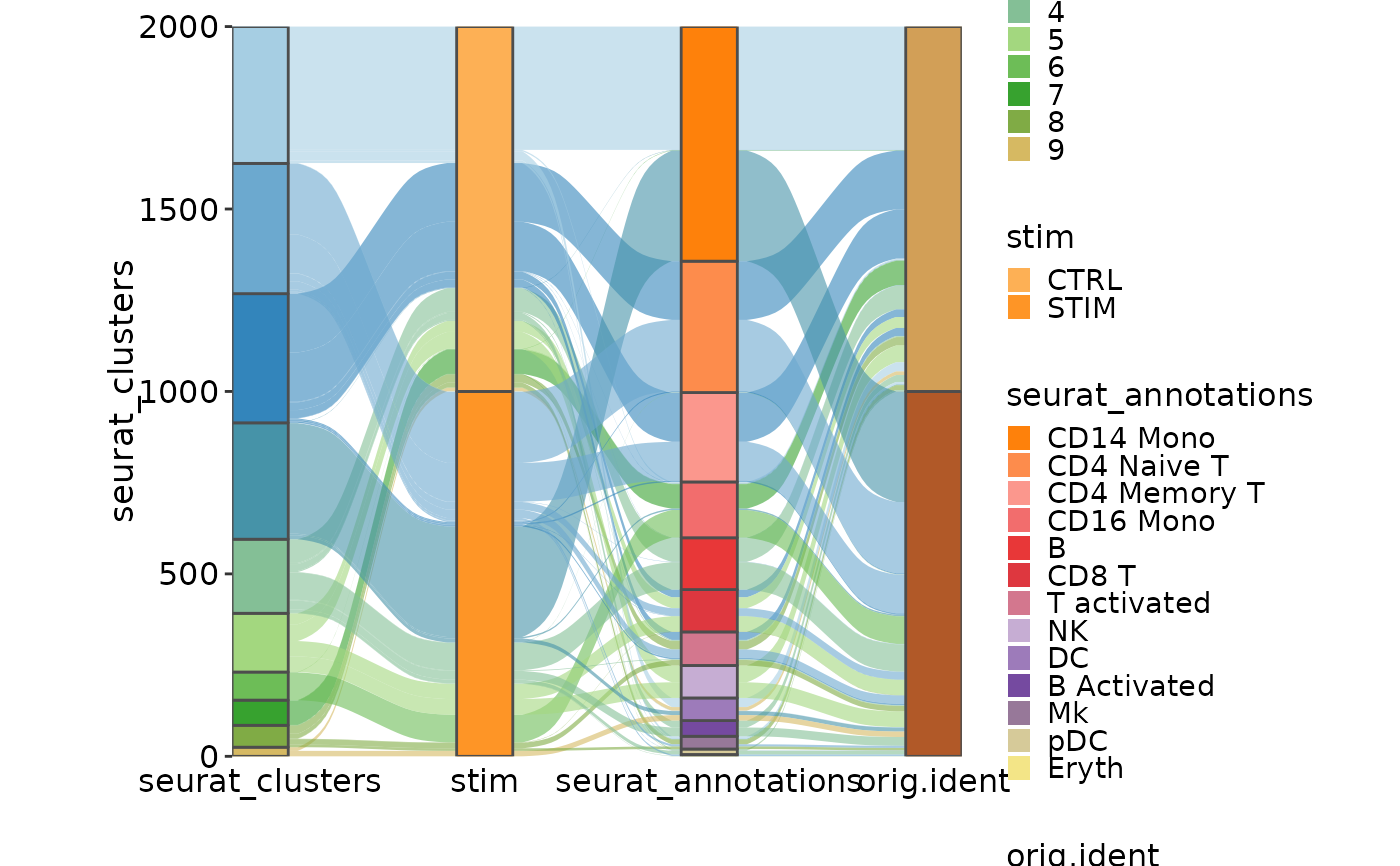 2000
1500
1000
500
0
seurat_clusters
seurat_clusters
stim
seurat_annotations
orig.ident
4
5
6
7
8
9
stim
CTRL
STIM
seurat_annotations
CD14 Mono
CD4 Naive T
CD4 Memory T
CD16 Mono
B
CD8 T
T activated
NK
DC
B Activated
Mk
pDC
Eryth
orig.ident